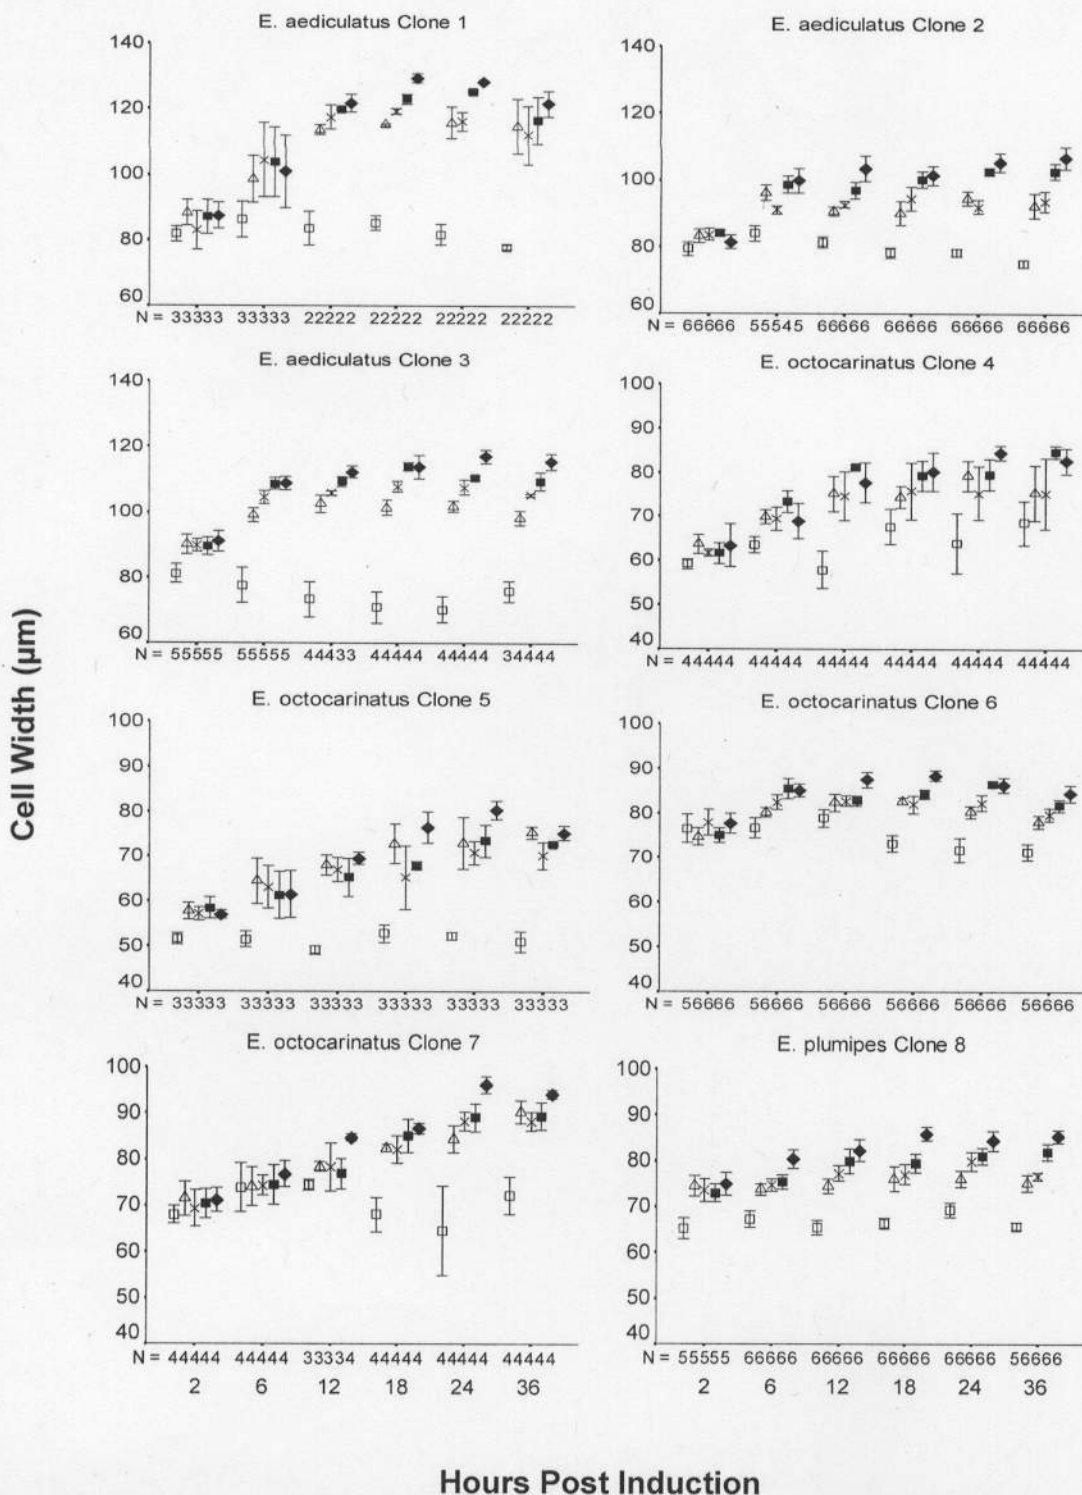 E. aediculatus Clone 1
140
120
100
80
60
N = 33333 33333 22222 22222 22222 22222
E. aediculatus Clone 2
140
120
100
80
60
N = 66666 55545 66666 66666 66666 66666
E. aediculatus Clone 3
140
120
100
80
60
N = 55555 55555 44433 44444 44444 34444
E. octocarinatus Clone 4
100
90
80
70
60
50
40
N = 44444 44444 44444 44444 44444 44444
E. octocarinatus Clone 5
100
90
80
70
60
50
40
N = 33333 33333 33333 33333 33333 33333
E. octocarinatus Clone 6
100
90
80
70
60
50
40
N = 56666 56666 56666 56666 56666 56666
E. octocarinatus Clone 7
100
90
80
70
60
50
40
N = 44444 44444 33334 44444 44444 44444
2 6 12 18 24 36
E. plumipes Clone 8
100
90
80
70
60
50
40
N = 55555 66666 66666 66666 66666 56666
2 6 12 18 24 36
Cell Width (µm)
Hours Post Induction